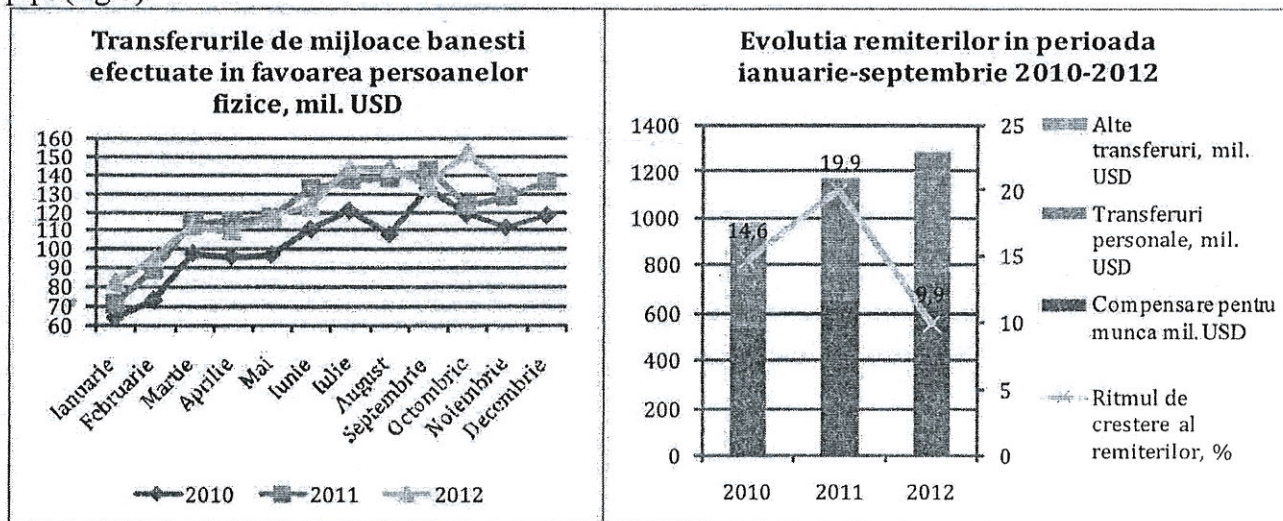 Transferurile de mijloace banesti
efectuate in favoarea persoanelor
fizice, mil. USD
160
150
140
130
120
110
100
90
80
70
60
Ianuarie
Februarie
Martie
Aprilie
Mai
Iunie
Iulie
August
Septembrie
Octombrie
Noiembrie
Decembrie
2010
2011
2012
Evolutia remiterilor in perioada
ianuarie-septembrie 2010-2012
1400
1200
1000
800
600
400
200
0
14,6
19,9
9,9
25
20
15
10
5
0
2010
2011
2012
Alte
transferuri, mil.
USD
Transferuri
personale, mil.
USD
Compensare pentru
munca mil. USD
Ritmul de
crestere al
remiterilor, %